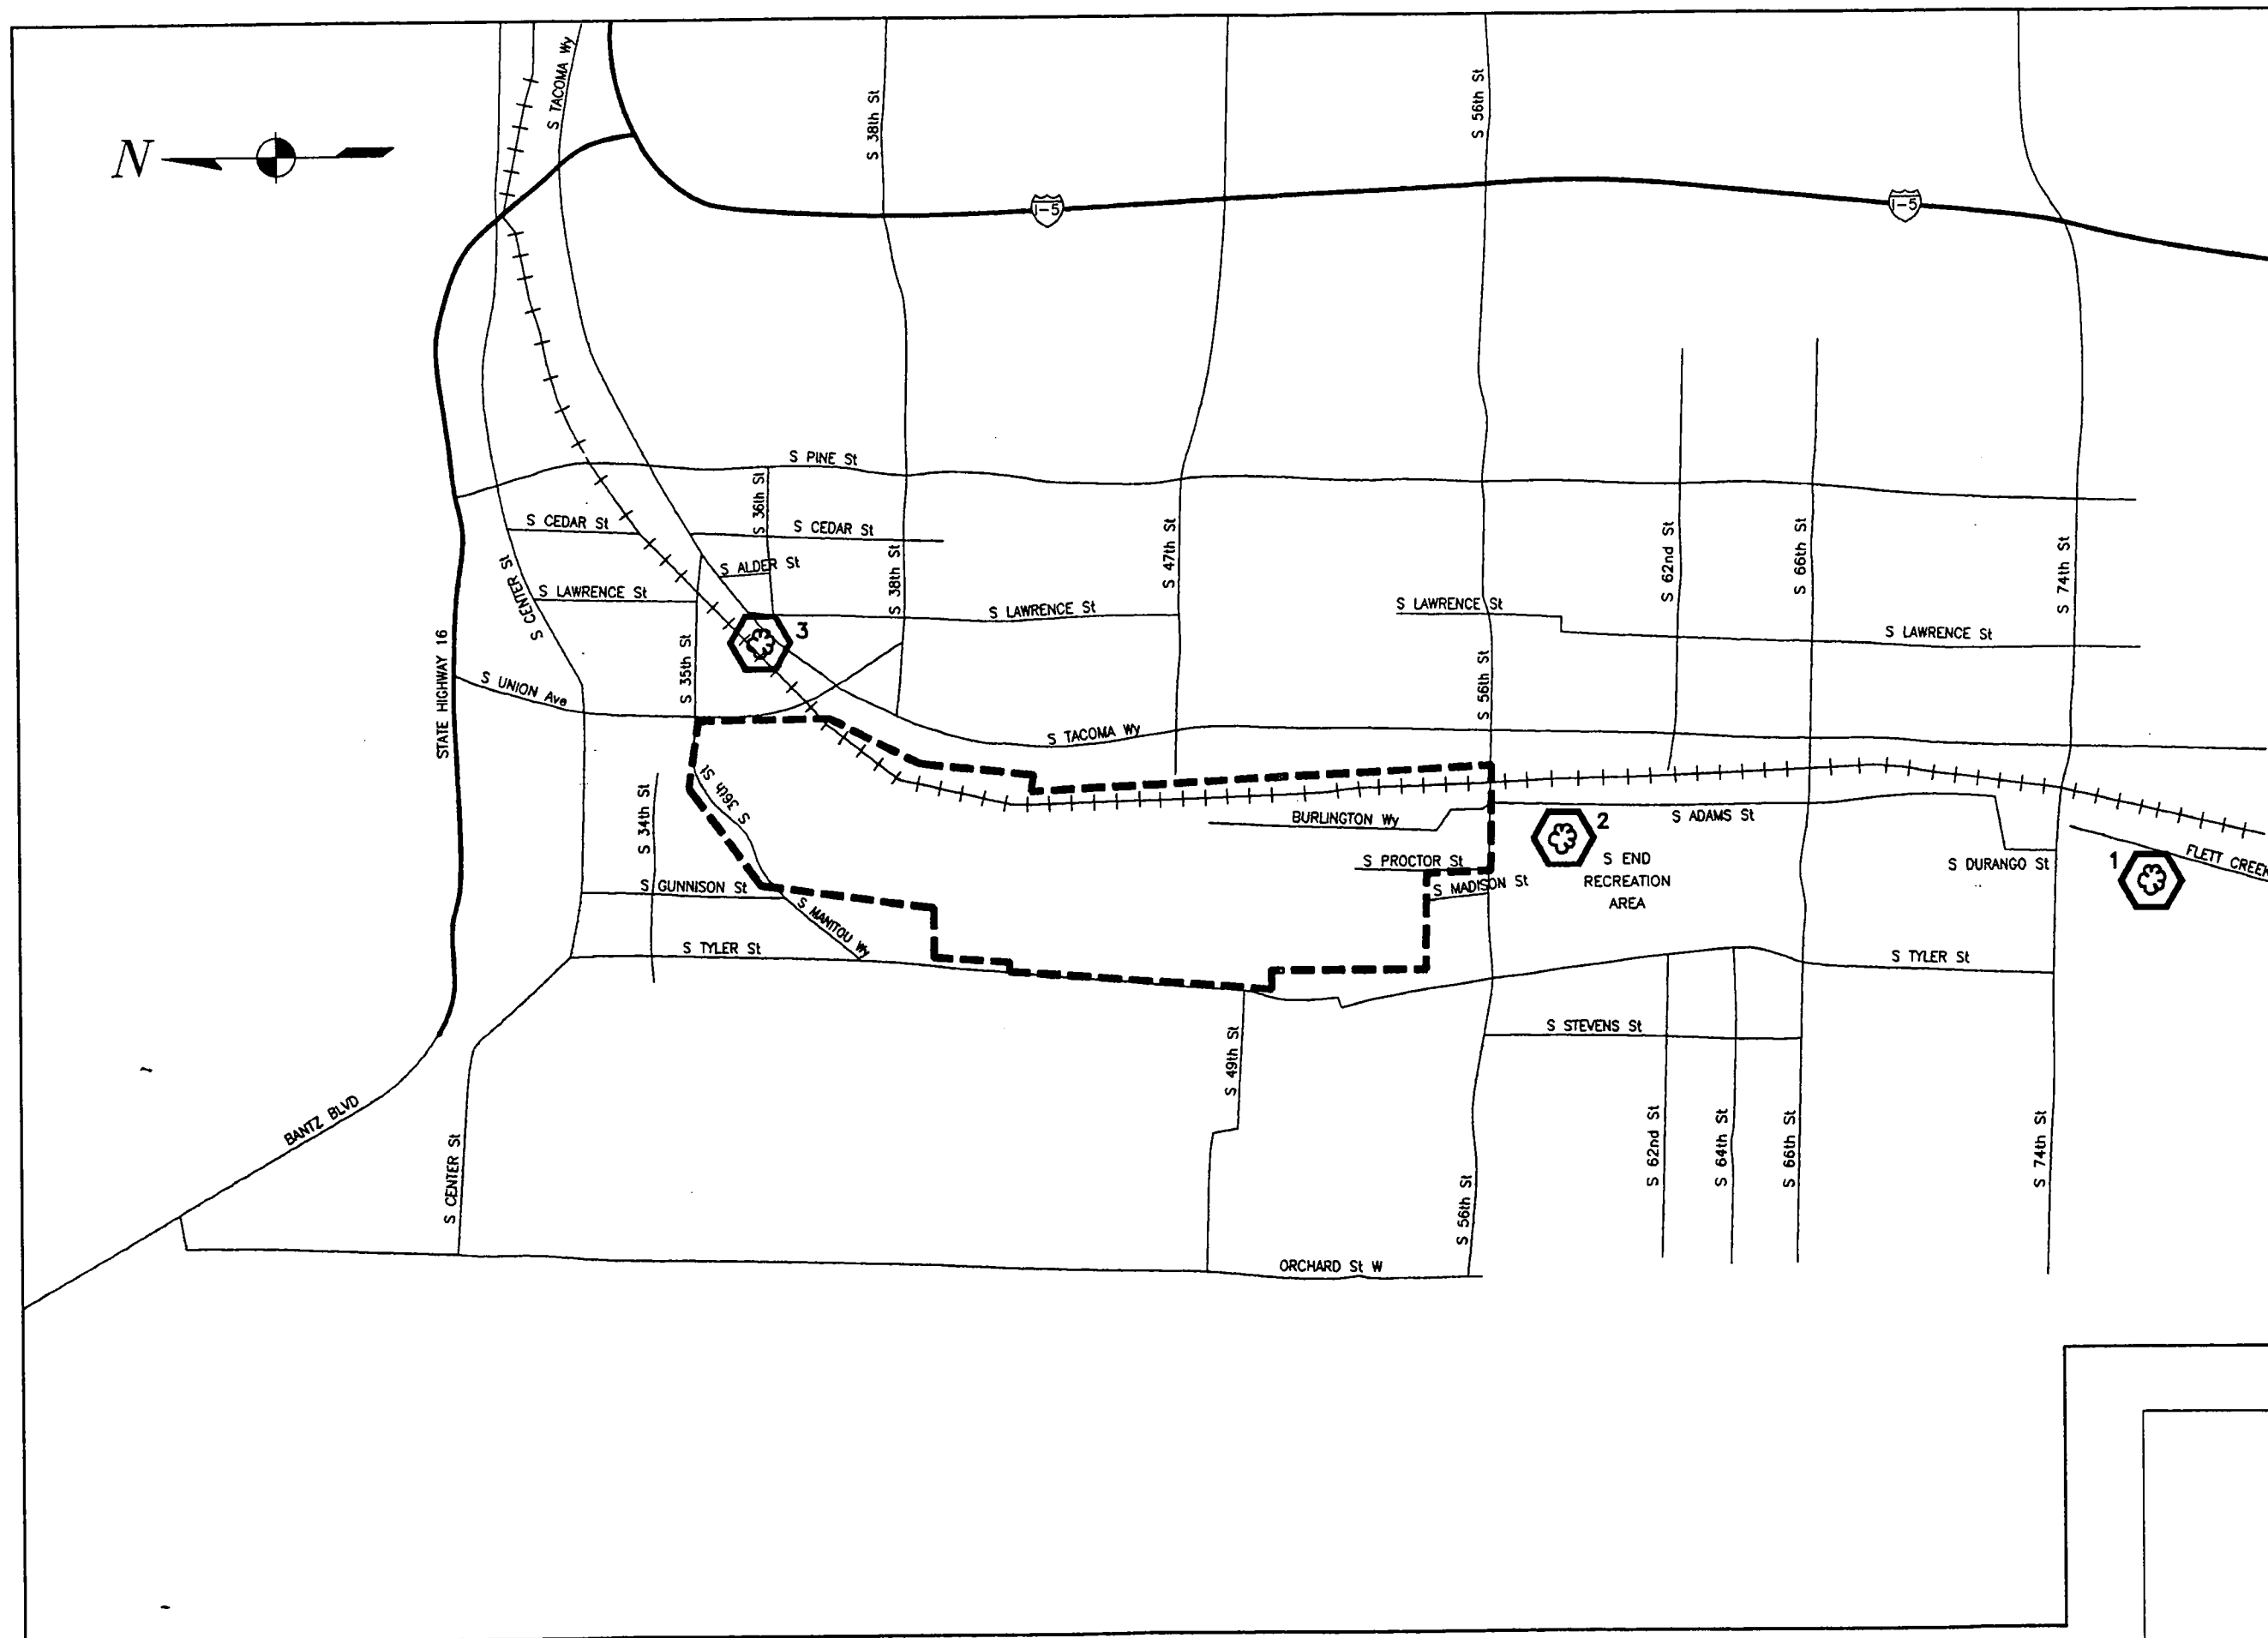 N
S TACOMA Wy
S 38th St
S 56th St
I-5
I-5
S PINE St
S 36th St
S CEDAR St
S CEDAR St
S ALDER St
S 38th St
S 47th St
S 62nd St
S 66th St
S 74th St
S CENTER St
S LAWRENCE St
S LAWRENCE St
S LAWRENCE St
S LAWRENCE St
3
STATE HIGHWAY 16
S UNION Ave
S 35th St
S 56th St
S TACOMA Wy
S 36th St
S 34th St
BURLINGTON Wy
2
S ADAMS St
S PROCTOR St
S MADISON St
S END
RECREATION
AREA
S DURANGO St
1
FLETT CREEK
S GUNNISON St
S MANITOU Wy
S TYLER St
S TYLER St
S STEVENS St
S 49th St
BANTZ BLVD
S CENTER St
S 56th St
S 62nd St
S 64th St
S 66th St
S 74th St
ORCHARD St W